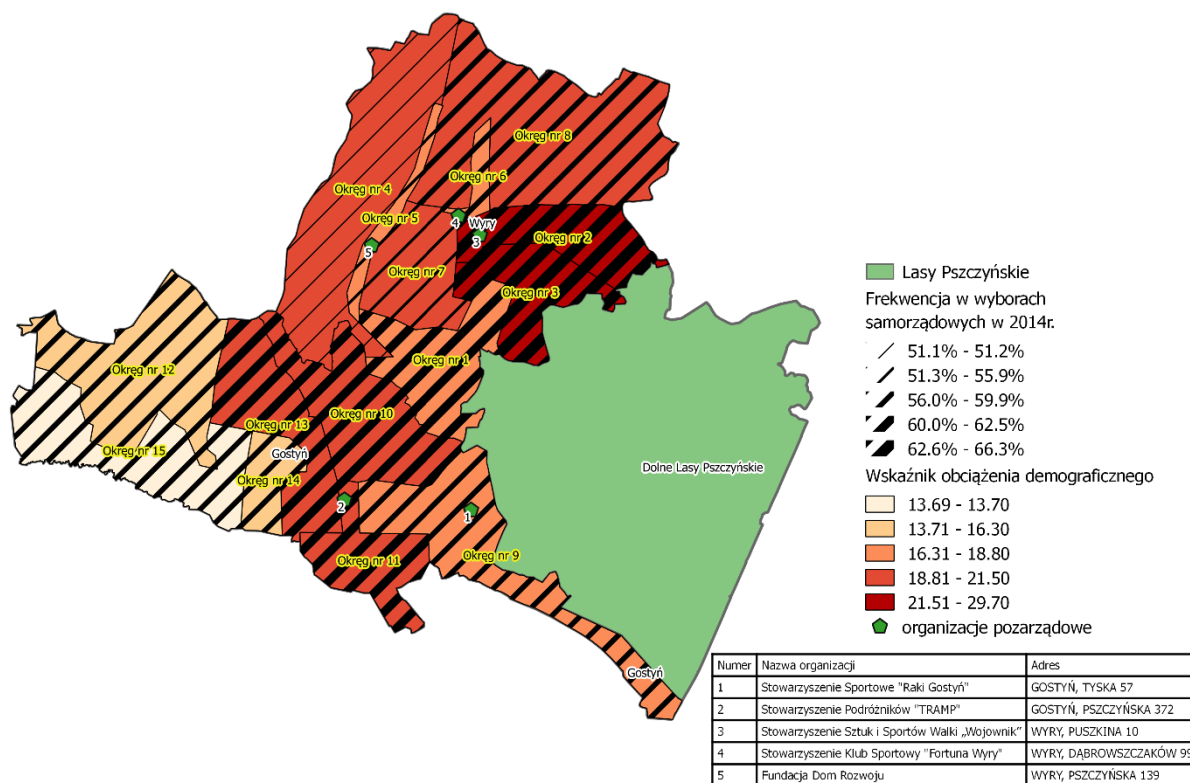 Okręg nr 8
Okręg nr 4
Okręg nr 6
Okręg nr 5
4
Wyry
3
Okręg nr 2
5
Okręg nr 7
Okręg nr 3
Okręg nr 1
Okręg nr 12
Okręg nr 10
Okręg nr 13
Okręg nr 15
Gostyń
Okręg nr 14
Dolne Lasy Pszczyńskie
2
1
Okręg nr 11
Okręg nr 9
Gostyń
Lasy Pszczyńskie
Frekwencja w wyborach
samorządowych w 2014r.
51.1% - 51.2%
51.3% - 55.9%
56.0% - 59.9%
60.0% - 62.5%
62.6% - 66.3%
Wskaźnik obciążenia demograficznego
13.69 - 13.70
13.71 - 16.30
16.31 - 18.80
18.81 - 21.50
21.51 - 29.70
organizacje pozarządowe
Numer Nazwa organizacji Adres
1 Stowarzyszenie Sportowe "Raki Gostyń" GOSTYŃ, TYSKA 57
2 Stowarzyszenie Podróżników "TRAMP" GOSTYŃ, PSZCZYŃSKA 372
3 Stowarzyszenie Sztuk i Sportów Walki „Wojownik" WYRY, PUSZKINA 10
4 Stowarzyszenie Klub Sportowy "Fortuna Wyry" WYRY, DĄBROWSZCZAKÓW 99
5 Fundacja Dom Rozwoju WYRY, PSZCZYŃSKA 139